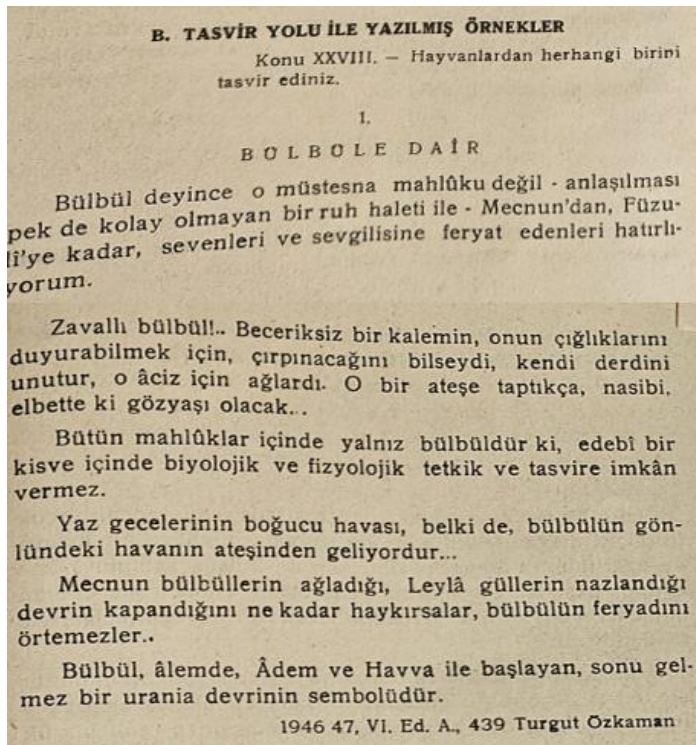 B. TASVİR YOLU İLE YAZILMIŞ ÖRNEKLER
Konu XXVIII. — Hayvanlardan herhangi birini
tasvir ediniz.
1.
BÜLBÜLE DAİR
Bülbül deyince o müstesna mahlûku değil - anlaşılması
pek de kolay olmayan bir ruh haleti ile - Mecnun'dan, Füzu-
lî'ye kadar, sevenleri ve sevgilisine feryat edenleri hatırlı-
yorum.
Zavallı bülbül!.. Beceriksiz bir kalemin, onun çığlıklarını
duyurabilmek için, çırpınacağını bilseydi, kendi derdini
unutur, o âciz için ağlardı. O bir ateşe taptıkça, nasibi,
elbette ki gözyaşı olacak...
Bütün mahlûklar içinde yalnız bülbüldür ki, edebî bir
kisve içinde biyolojik ve fizyolojik tetkik ve tasvire imkân
vermez.
Yaz gecelerinin boğucu havası, belki de, bülbülün gön-
lündeki havanın ateşinden geliyordur...
Mecnun bülbüllerin ağladığı, Leylâ güllerin nazlandığı
devrin kapandığını ne kadar haykırsalar, bülbülün feryadını
örtemezler..
Bülbül, âlemde, Âdem ve Havva ile başlayan, sonu gel-
mez bir urania devrinin sembolüdür.
1946 47, VI. Ed. A., 439 Turgut Özkaman